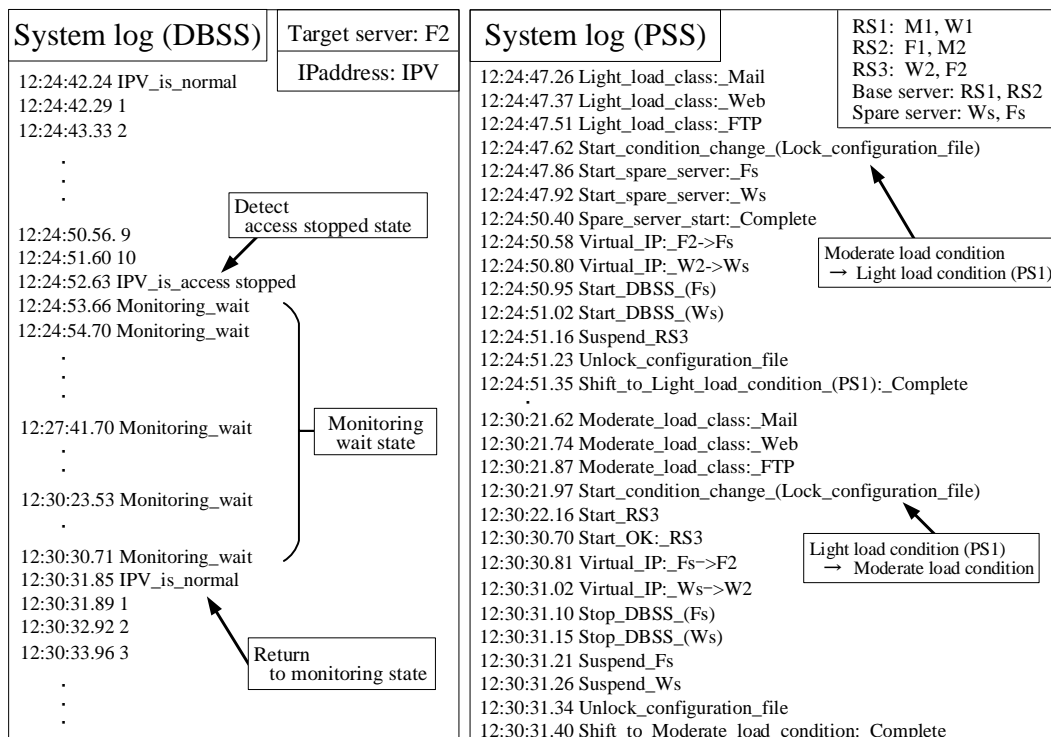 System log (DBSS)
Target server: F2
IPaddress: IPV
12:24:42.24 IPV_is_normal
12:24:42.29 1
12:24:43.33 2
.
.
.
Detect
access stopped state
12:24:50.56. 9
12:24:51.60 10
12:24:52.63 IPV_is_access stopped
12:24:53.66 Monitoring_wait
12:24:54.70 Monitoring_wait
.
.
.
.
12:27:41.70 Monitoring_wait
.
.
12:30:23.53 Monitoring_wait
.
12:30:30.71 Monitoring_wait
Monitoring
wait state
12:30:31.85 IPV_is_normal
12:30:31.89 1
12:30:32.92 2
12:30:33.96 3
Return
to monitoring state
.
.
.
System log (PSS)
RS1: M1, W1
RS2: F1, M2
RS3: W2, F2
Base server: RS1, RS2
Spare server: Ws, Fs
12:24:47.26 Light_load_class:_Mail
12:24:47.37 Light_load_class:_Web
12:24:47.51 Light_load_class:_FTP
12:24:47.62 Start_condition_change_(Lock_configuration_file)
12:24:47.86 Start_spare_server:_Fs
12:24:47.92 Start_spare_server:_Ws
12:24:50.40 Spare_server_start:_Complete
12:24:50.58 Virtual_IP:_F2->Fs
12:24:50.80 Virtual_IP:_W2->Ws
12:24:50.95 Start_DBSS_(Fs)
12:24:51.02 Start_DBSS_(Ws)
12:24:51.16 Suspend_RS3
12:24:51.23 Unlock_configuration_file
12:24:51.35 Shift_to_Light_load_condition_(PS1):_Complete
Moderate load condition
→ Light load condition (PS1)
.
12:30:21.62 Moderate_load_class:_Mail
12:30:21.74 Moderate_load_class:_Web
12:30:21.87 Moderate_load_class:_FTP
12:30:21.97 Start_condition_change_(Lock_configuration_file)
12:30:22.16 Start_RS3
12:30:30.70 Start_OK:_RS3
12:30:30.81 Virtual_IP:_Fs->F2
12:30:31.02 Virtual_IP:_Ws->W2
12:30:31.10 Stop_DBSS_(Fs)
12:30:31.15 Stop_DBSS_(Ws)
12:30:31.21 Suspend_Fs
12:30:31.26 Suspend_Ws
12:30:31.34 Unlock_configuration_file
12:30:31.40 Shift_to_Moderate_load_condition:_Complete
Light load condition (PS1)
→ Moderate load condition